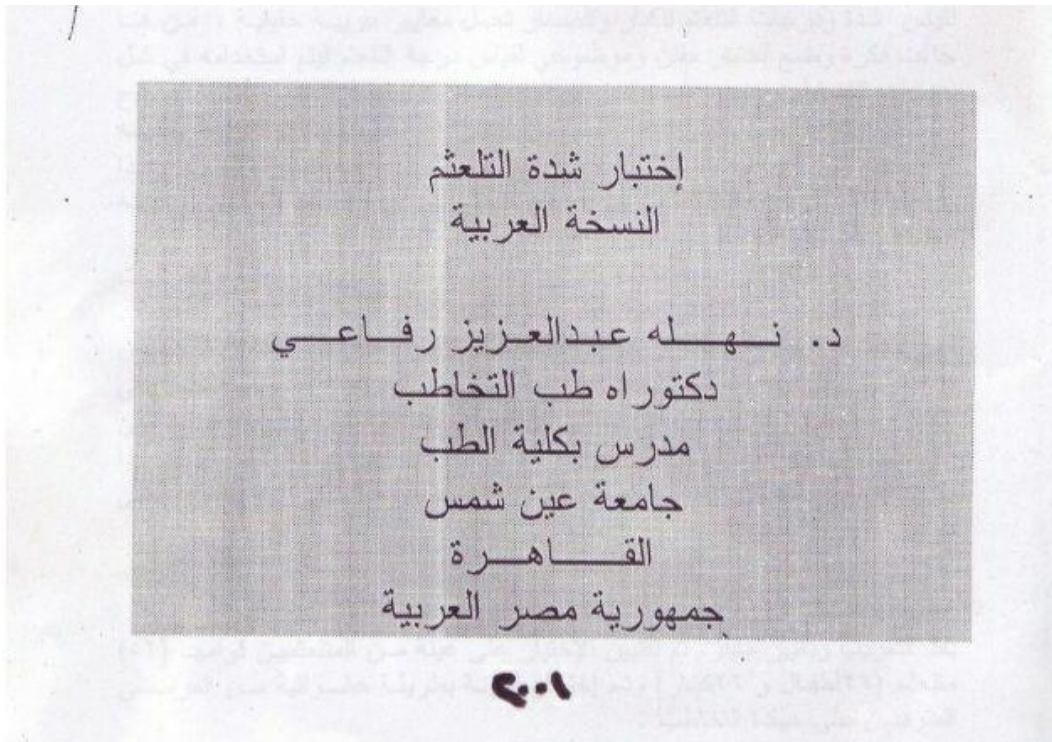 إختبار شدة التلعثم
النسخة العربية
د. نـهـله عبدالعـزيز رفـاعـي
دكتوراه طب التخاطب
مدرس بكلية الطب
جامعة عين شمس
القـاهـرة
جمهورية مصر العربية
٢٠٠١